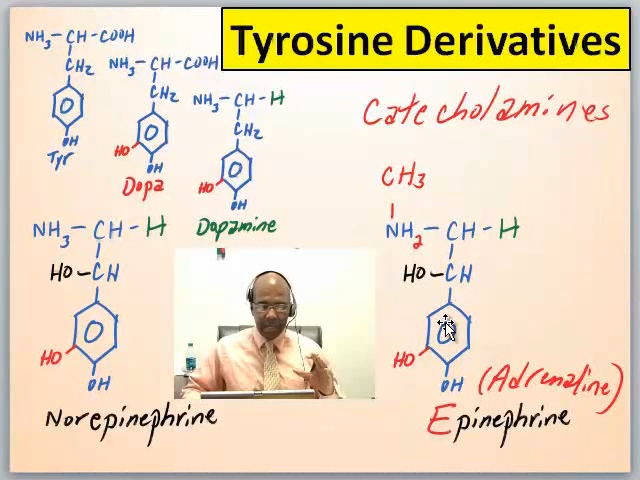 Tyrosine Derivatives
Catecholamines
NH3 - CH - COOH
CH2
OH
Tyr
NH3 - CH - COOH
CH2
HO
OH
Dopa
NH3 - CH - H
CH2
HO
OH
Dopamine
NH3 - CH - H
HO - CH
HO
OH
Norepinephrine
CH3
NH2 - CH - H
HO - CH
HO
OH
(Adrenaline)
Epinephrine